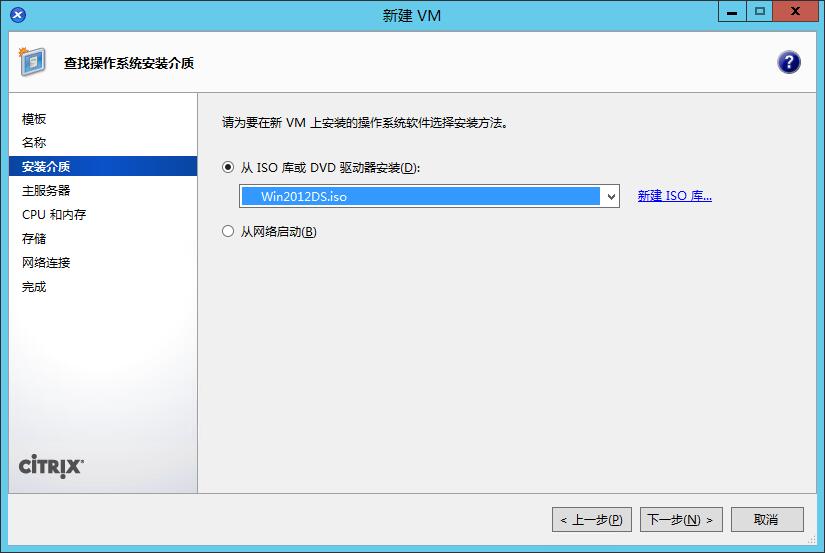 新建 VM
查找操作系统安装介质
?
模板
名称
安装介质
主服务器
CPU 和内存
存储
网络连接
完成
CITRIX
请为要在新 VM 上安装的操作系统软件选择安装方法。
从 ISO 库或 DVD 驱动器安装(D):
Win2012DS.iso
新建 ISO 库...
从网络启动(B)
< 上一步(P)
下一步(N) >
取消